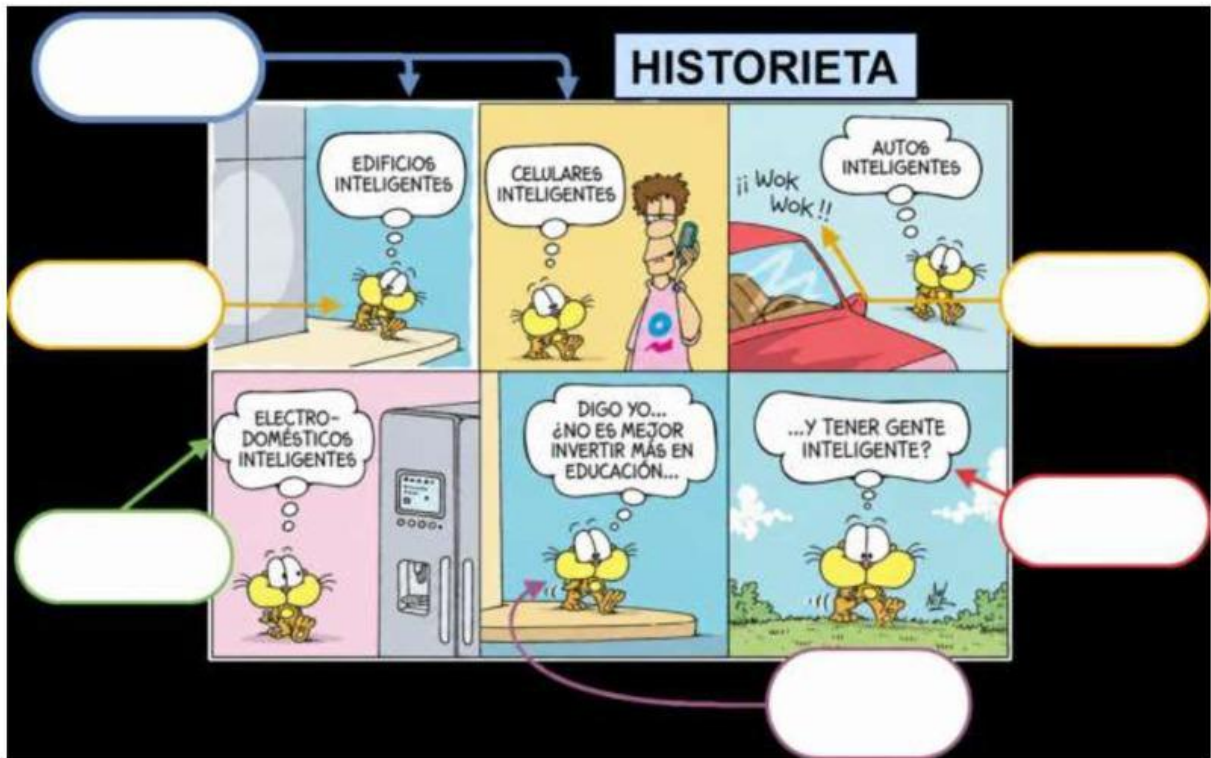 HISTORIETA
EDIFICIOS
INTELIGENTES
CELULARES
INTELIGENTES
¡¡ WOK
WOK !!
AUTOS
INTELIGENTES
ELECTRO-
DOMÉSTICOS
INTELIGENTES
DIGO YO...
¿NO ES MEJOR
INVERTIR MÁS EN
EDUCACIÓN...
...Y TENER GENTE
INTELIGENTE?